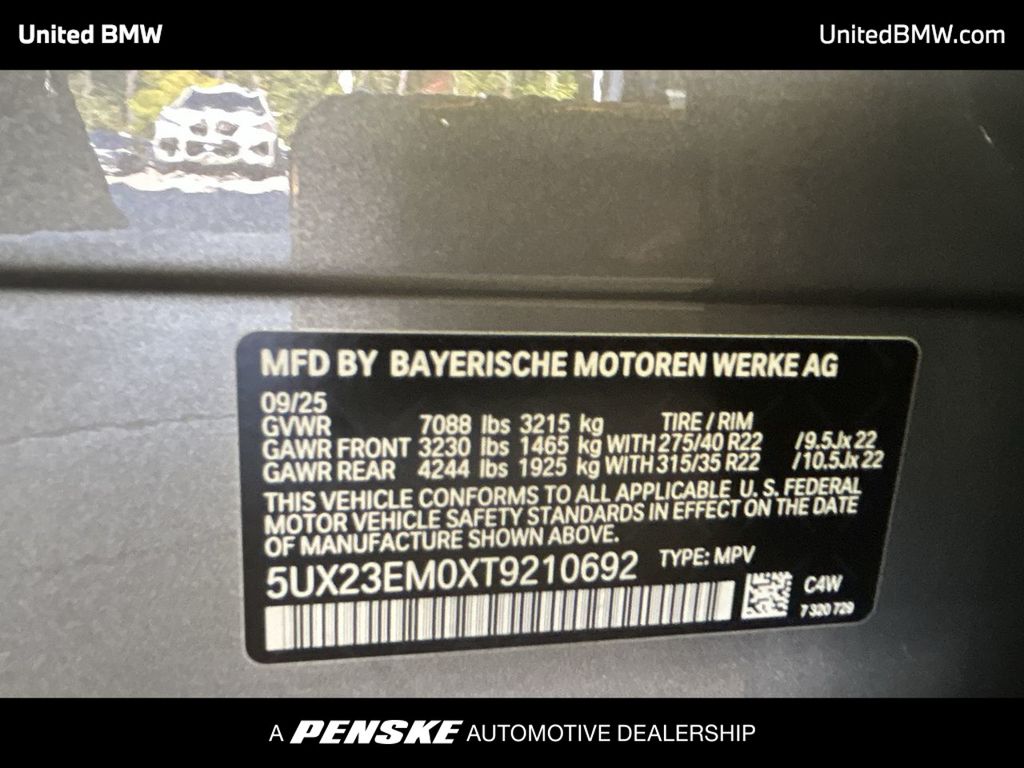 United BMW
UnitedBMW.com
MFD BY BAYERISCHE MOTOREN WERKE AG
09/25
GVWR 7088 lbs 3215 kg TIRE / RIM
GAWR FRONT 3230 lbs 1465 kg WITH 275/40 R22 /9.5Jx 22
GAWR REAR 4244 lbs 1925 kg WITH 315/35 R22 /10.5Jx 22
THIS VEHICLE CONFORMS TO ALL APPLICABLE U. S. FEDERAL
MOTOR VEHICLE SAFETY STANDARDS IN EFFECT ON THE DATE
OF MANUFACTURE SHOWN ABOVE.
5UX23EM0XT9210692 TYPE: MPV
C4W
7 320 729
A PENSKE AUTOMOTIVE DEALERSHIP